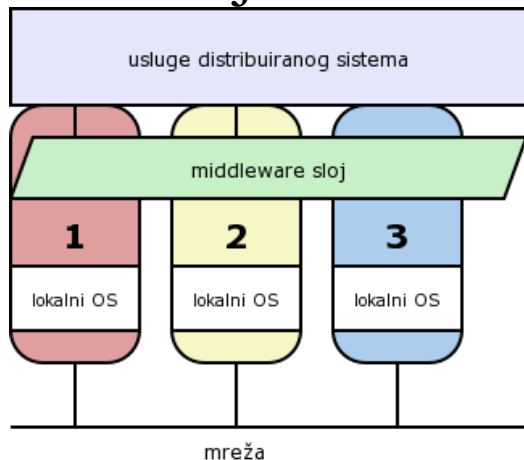 usluge distribuiranog sistema
middleware sloj
1 2 3
lokalni OS lokalni OS lokalni OS
mreža